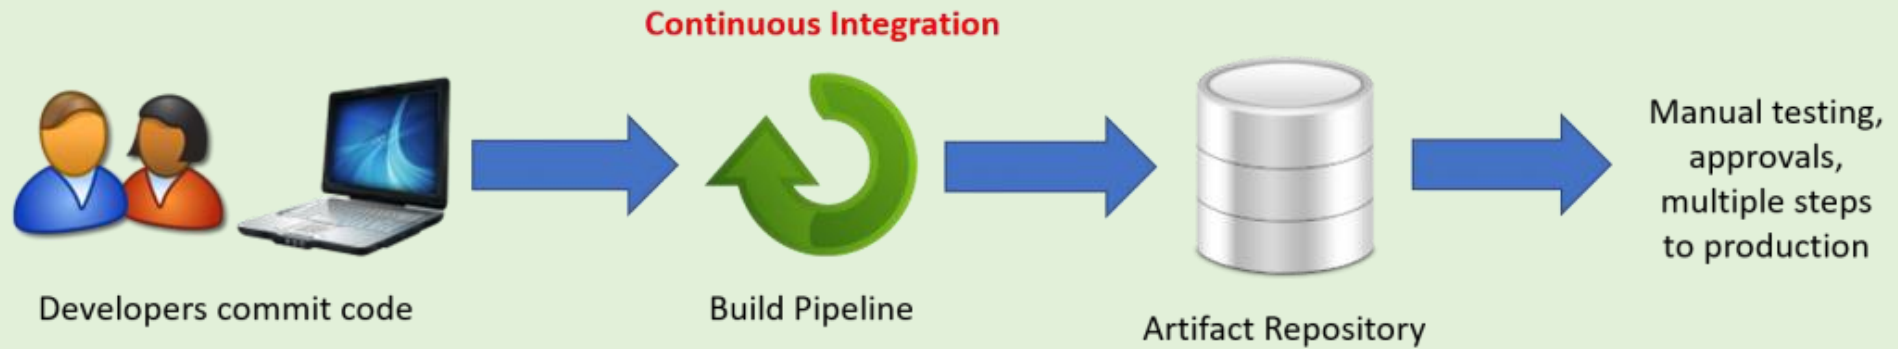 Continuous Integration
Developers commit code
Build Pipeline
Artifact Repository
Manual testing,
approvals,
multiple steps
to production